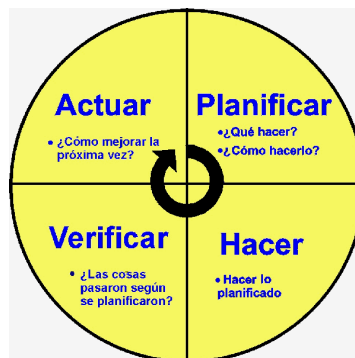 Actuar
• ¿Cómo mejorar la
próxima vez?
Planificar
•¿Qué hacer?
•¿Cómo hacerlo?
Verificar
• ¿Las cosas
pasaron según
se planificaron?
Hacer
• Hacer lo
planificado